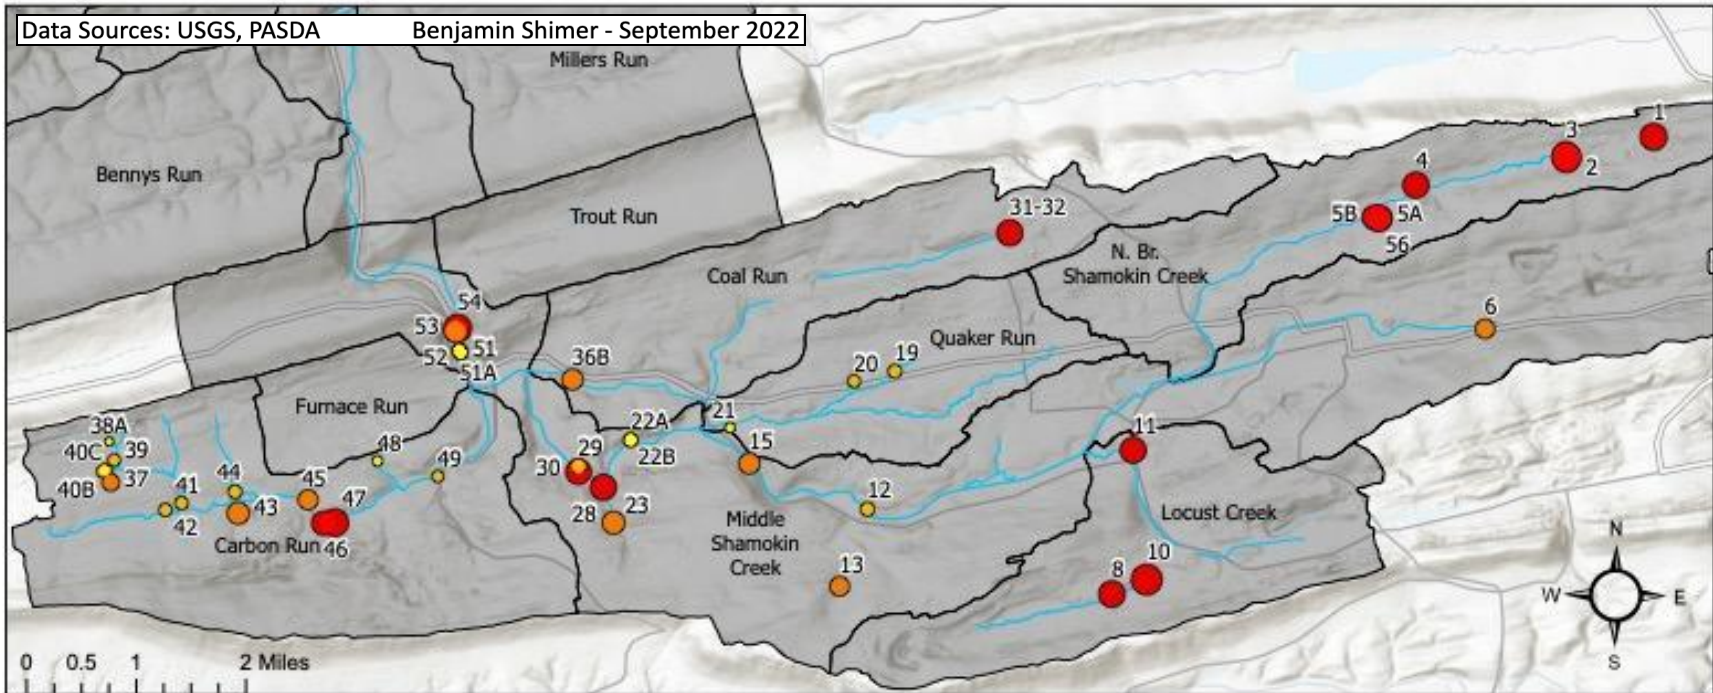 Data Sources: USGS, PASDA Benjamin Shimer - September 2022
Millers Run
Bennys Run
Trout Run
Coal Run
N. Br.
Shamokin Creek
Quaker Run
Furnace Run
Carbon Run
Middle
Shamokin
Creek
Locust Creek
1
3
2
4
5B
5A
56
31-32
6
54
53
52
51
51A
36B
20
19
21
22A
22B
15
11
38A
40C
39
37
40B
48
49
44
41
42
43
45
47
46
29
30
28
23
12
13
8
10
N
W
E
S
0 0.5 1 2 Miles